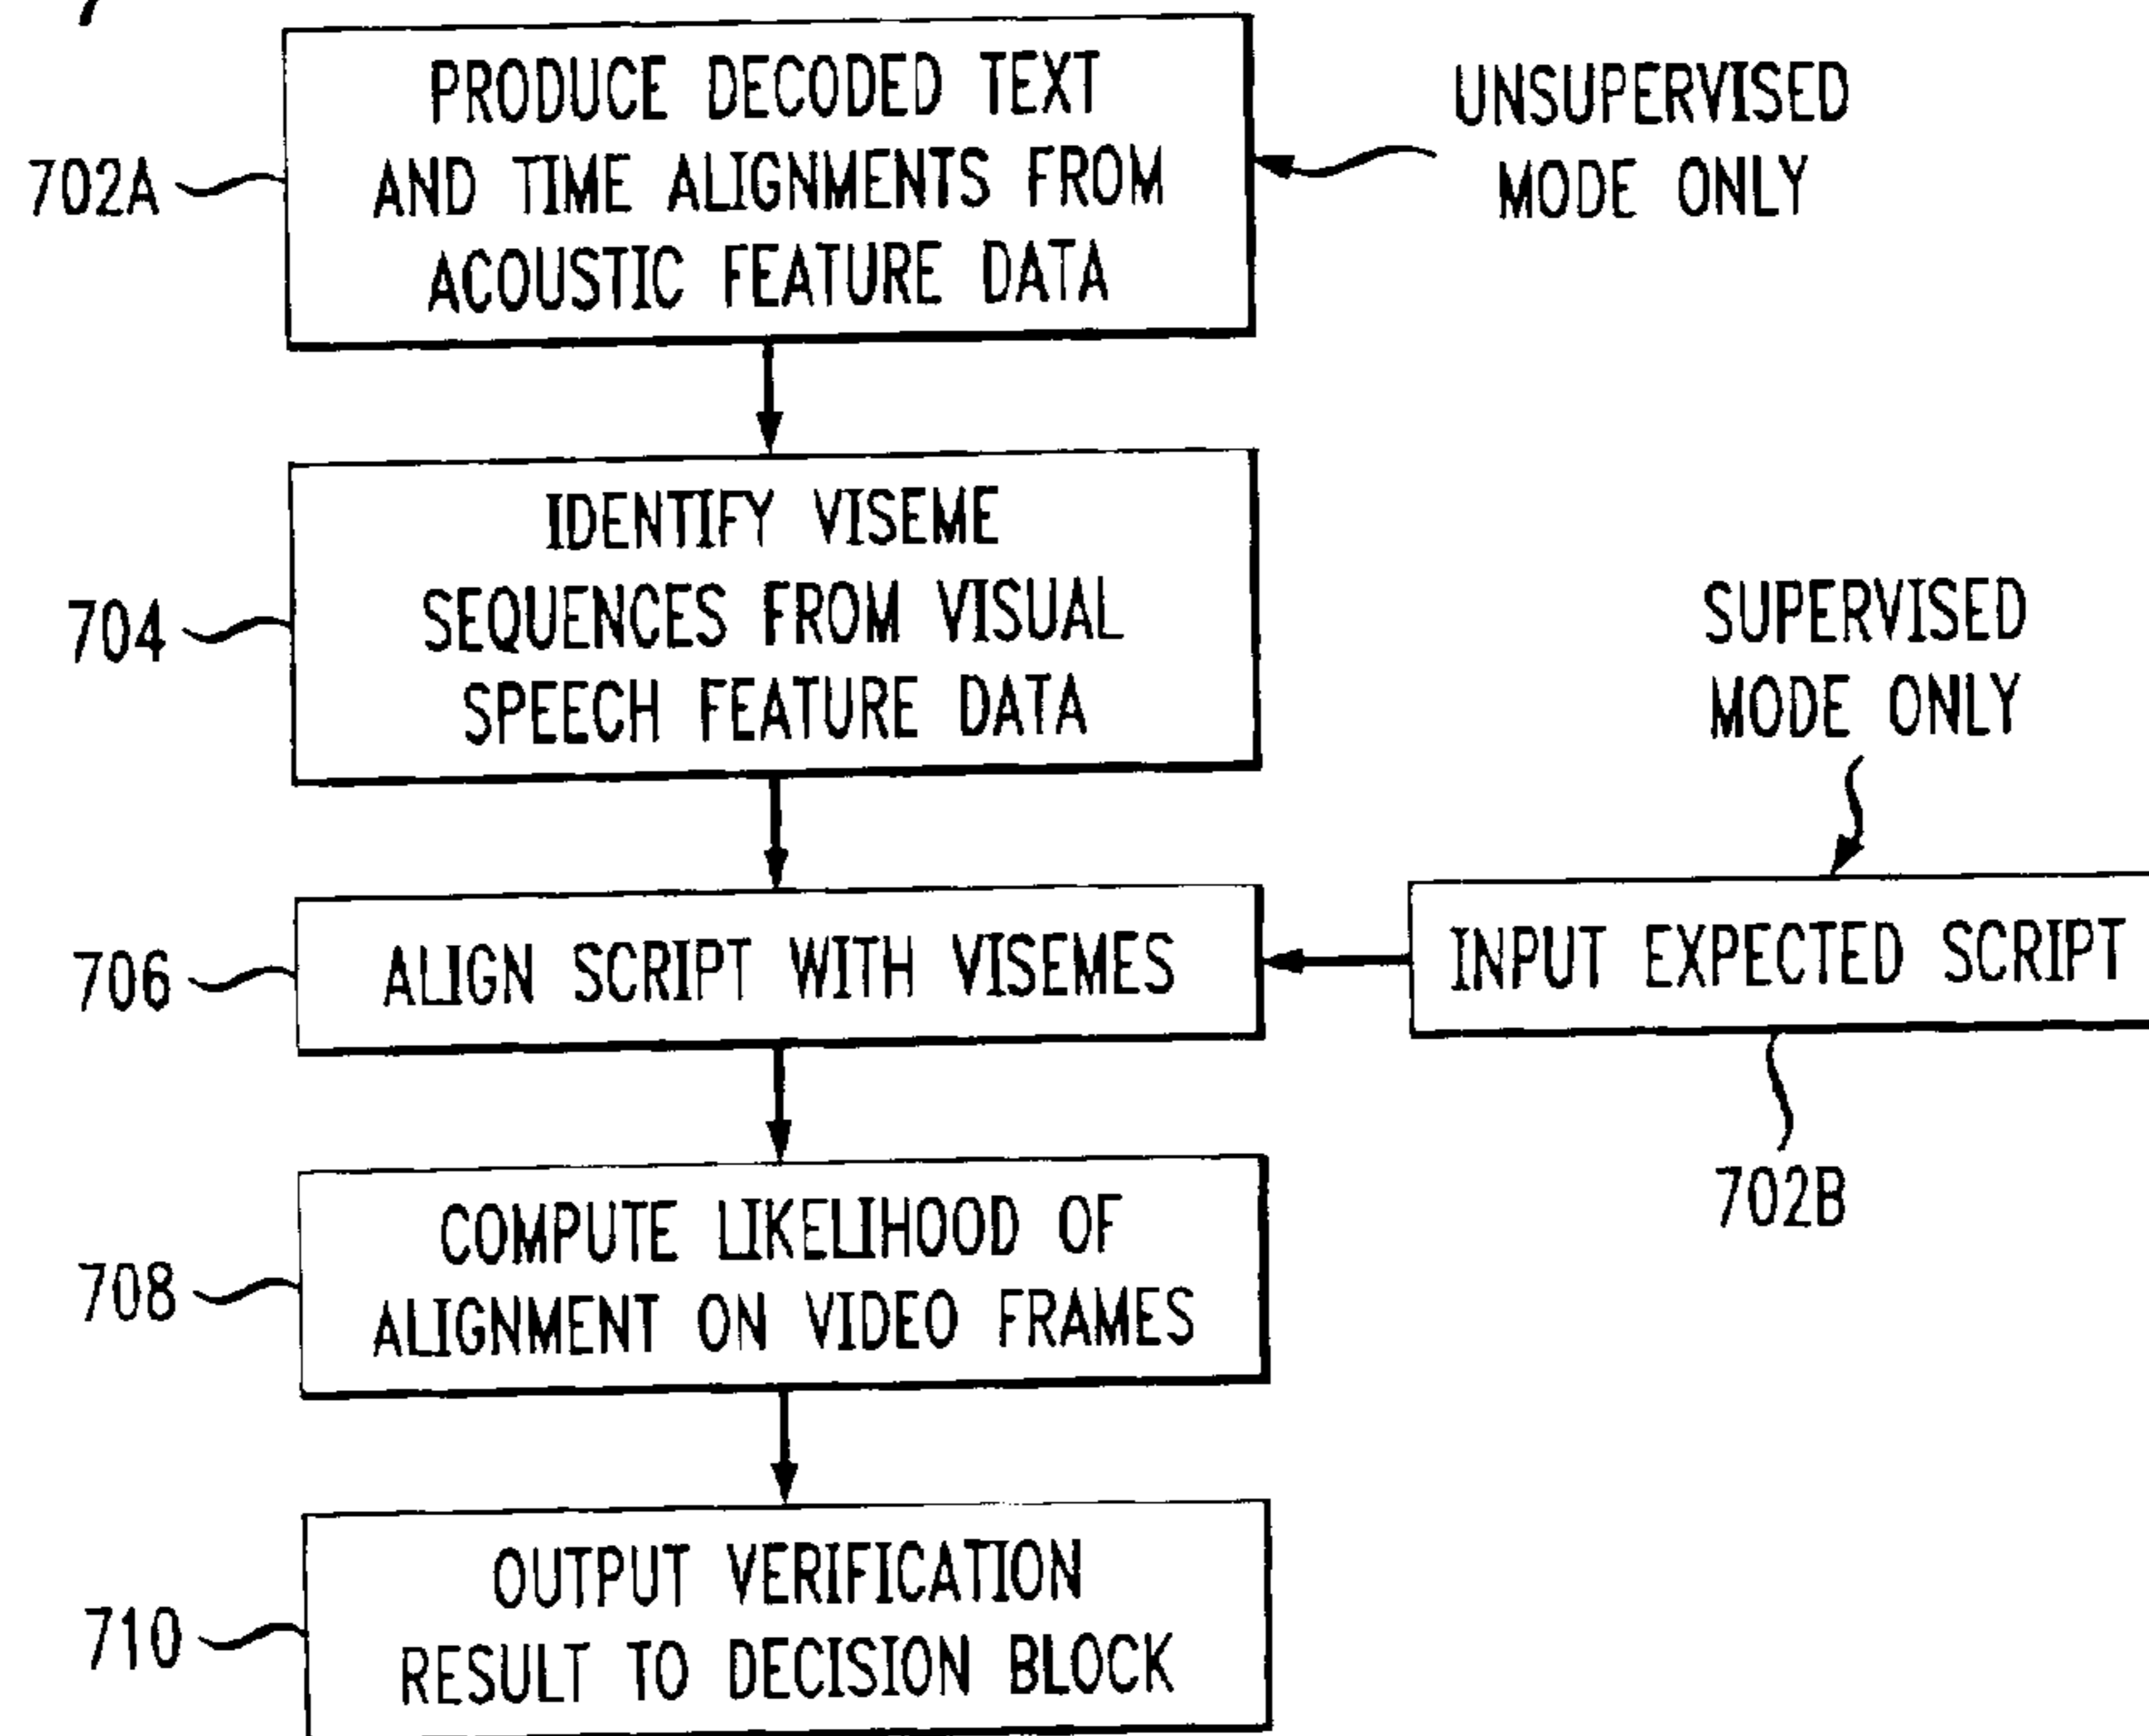 PRODUCE DECODED TEXT
AND TIME ALIGNMENTS FROM
ACOUSTIC FEATURE DATA
702A
UNSUPERVISED
MODE ONLY
IDENTIFY VISEME
SEQUENCES FROM VISUAL
SPEECH FEATURE DATA
704
SUPERVISED
MODE ONLY
ALIGN SCRIPT WITH VISEMES
706
INPUT EXPECTED SCRIPT
702B
COMPUTE LIKELIHOOD OF
ALIGNMENT ON VIDEO FRAMES
708
OUTPUT VERIFICATION
RESULT TO DECISION BLOCK
710